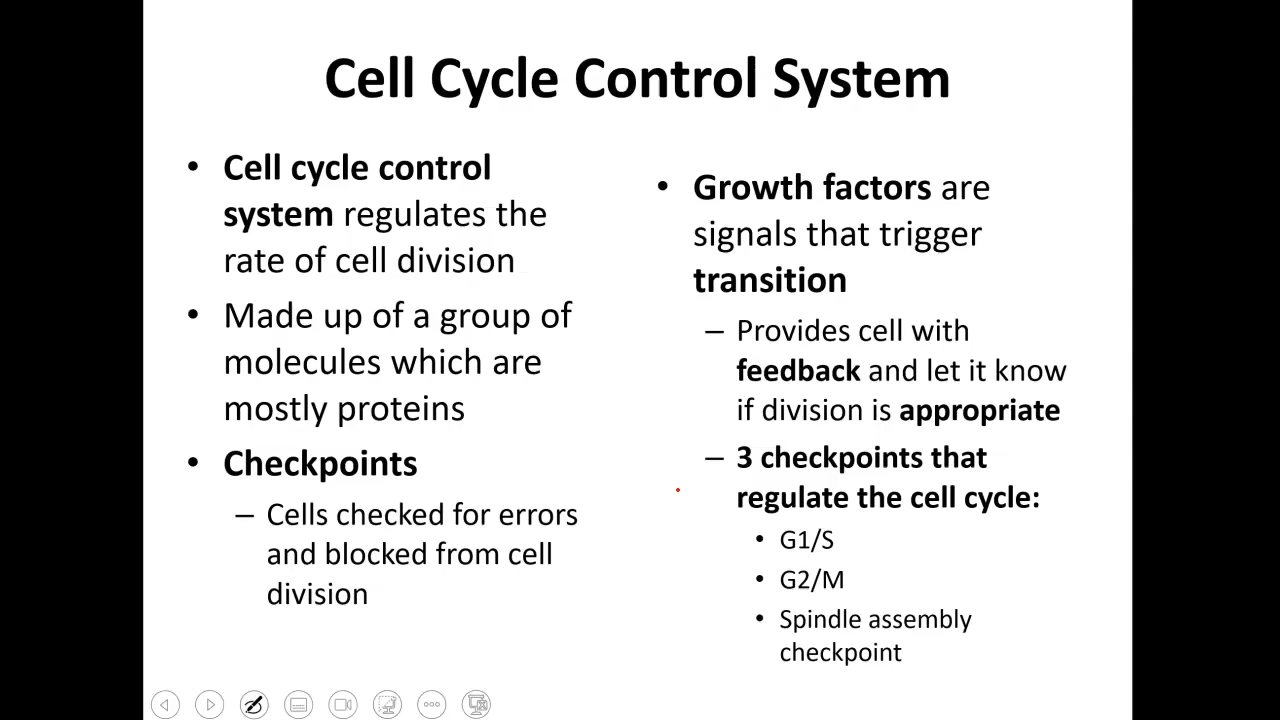 Cell Cycle Control System
• Cell cycle control
system regulates the
rate of cell division
• Made up of a group of
molecules which are
mostly proteins
• Checkpoints
– Cells checked for errors
and blocked from cell
division
• Growth factors are
signals that trigger
transition
– Provides cell with
feedback and let it know
if division is appropriate
– 3 checkpoints that
regulate the cell cycle:
• G1/S
• G2/M
• Spindle assembly
checkpoint